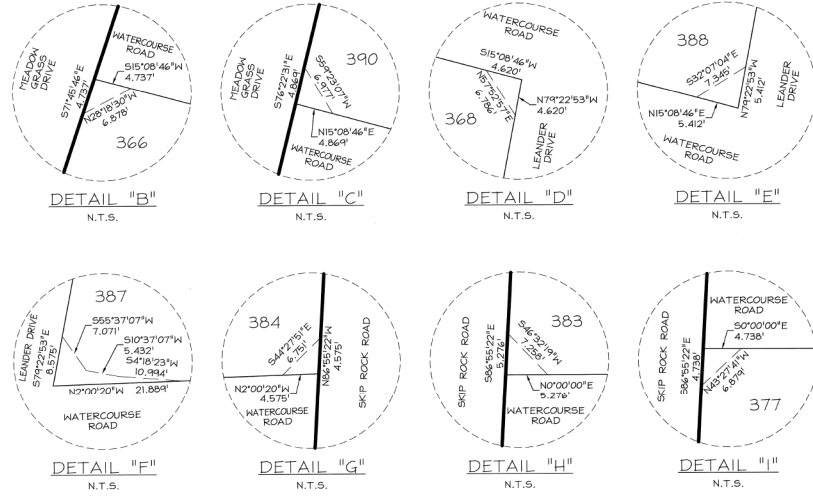 MEADOW
GRASS
DRIVE
WATERCOURSE
ROAD
S15°08'46"W
4.737'
S71°45'46"E
4.737'
N28°18'30"W
6.878'
366
DETAIL "B"
N.T.S.
MEADOW
GRASS
DRIVE
390
S59°23'07"W
6.977'
S76°22'31"E
4.869'
N15°08'46"E
4.869'
WATERCOURSE
ROAD
DETAIL "C"
N.T.S.
WATERCOURSE
ROAD
S15°08'46"W
4.620'
N57°52'57"E
6.786'
N79°22'53"W
4.620'
368
LEANDER
DRIVE
DETAIL "D"
N.T.S.
388
S32°07'04"E
7.345'
N79°22'53"W
5.412'
LEANDER
DRIVE
N15°08'46"E
5.412'
WATERCOURSE
ROAD
DETAIL "E"
N.T.S.
387
LEANDER DRIVE
S79°22'53"E
8.575'
S55°37'07"W
7.071'
S10°37'07"W
5.432'
S4°18'23"W
10.994'
N2°00'20"W
21.889'
WATERCOURSE
ROAD
DETAIL "F"
N.T.S.
384
S44°27'51"E
6.751'
N86°55'22"W
4.575'
SKIP ROCK ROAD
N2°00'20"W
4.575'
WATERCOURSE
ROAD
DETAIL "G"
N.T.S.
SKIP ROCK ROAD
S86°55'22"E
5.276'
383
S46°32'19"W
7.258'
N0°00'00"E
5.276'
WATERCOURSE
ROAD
DETAIL "H"
N.T.S.
SKIP ROCK ROAD
S86°55'22"E
4.738'
WATERCOURSE
ROAD
S0°00'00"E
4.738'
N43°27'41"W
6.879'
377
DETAIL "I"
N.T.S.